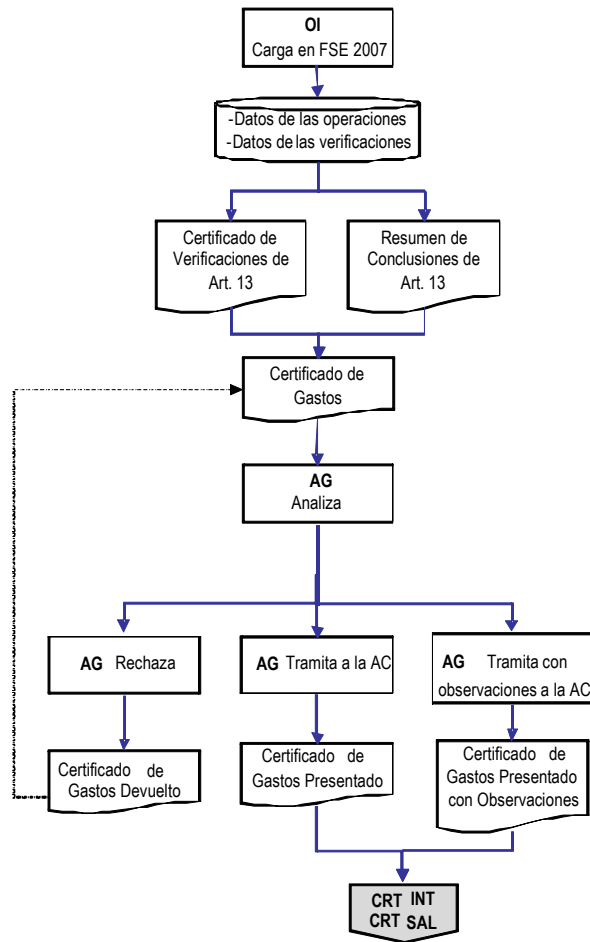 OI
Carga en FSE 2007
-Datos de las operaciones
-Datos de las verificaciones
Certificado de
Verificaciones de
Art. 13
Resumen de
Conclusiones de
Art. 13
Certificado de
Gastos
AG
Analiza
AG Rechaza
AG Tramita a la AC
AG Tramita con
observaciones a la AC
Certificado de
Gastos Devuelto
Certificado de
Gastos Presentado
Certificado de
Gastos Presentado
con Observaciones
CRT INT
CRT SAL